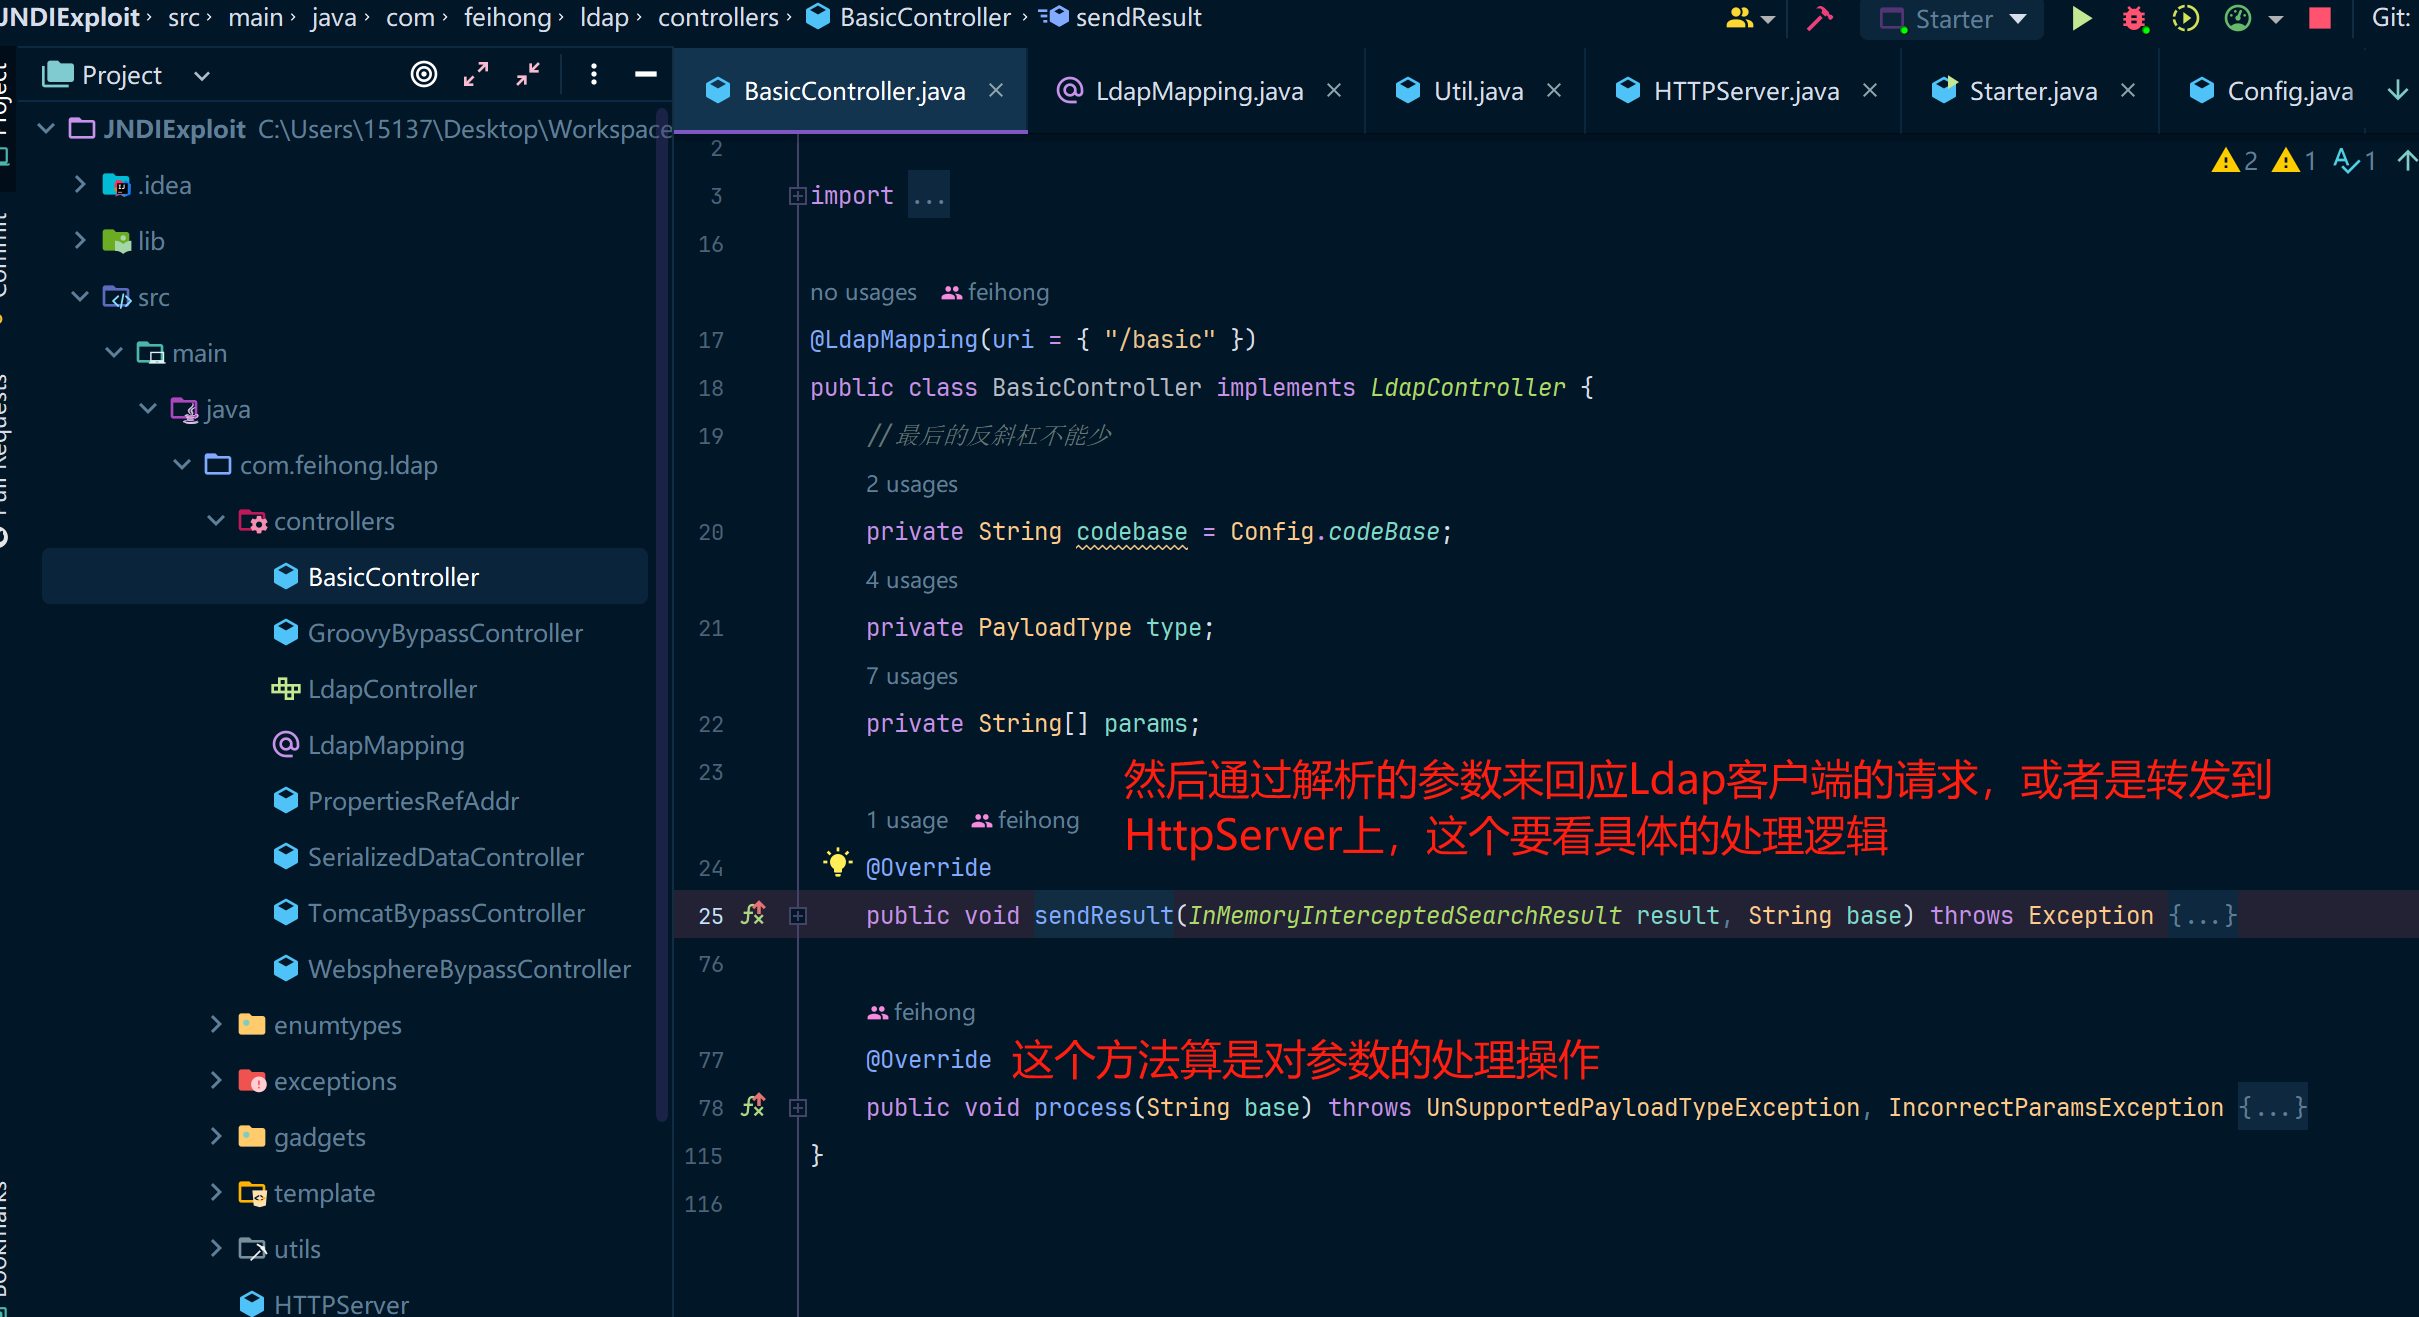 JNDIExploit › src › main › java › com › feihong › ldap › controllers › BasicController › sendResult
Starter
Git:
Project
BasicController.java
LdapMapping.java
Util.java
HTTPServer.java
Starter.java
Config.java
JNDIExploit C:\Users\15137\Desktop\Workspace
.idea
lib
src
main
java
com.feihong.ldap
controllers
BasicController
GroovyBypassController
LdapController
LdapMapping
PropertiesRefAddr
SerializedDataController
TomcatBypassController
WebsphereBypassController
enumtypes
exceptions
gadgets
template
utils
HTTPServer
2 1 1
2
3 import ...
16
no usages feihong
17 @LdapMapping(uri = { "/basic" })
18 public class BasicController implements LdapController {
19 //最后的反斜杠不能少
2 usages
20 private String codebase = Config.codeBase;
4 usages
21 private PayloadType type;
7 usages
22 private String[] params;
23
然后通过解析的参数来回应Ldap客户端的请求，或者是转发到
HttpServer上，这个要看具体的处理逻辑
1 usage feihong
24 @Override
25 public void sendResult(InMemoryInterceptedSearchResult result, String base) throws Exception {...}
76
feihong
77 @Override 这个方法算是对参数的处理操作
78 public void process(String base) throws UnSupportedPayloadTypeException, IncorrectParamsException {...}
115 }
116